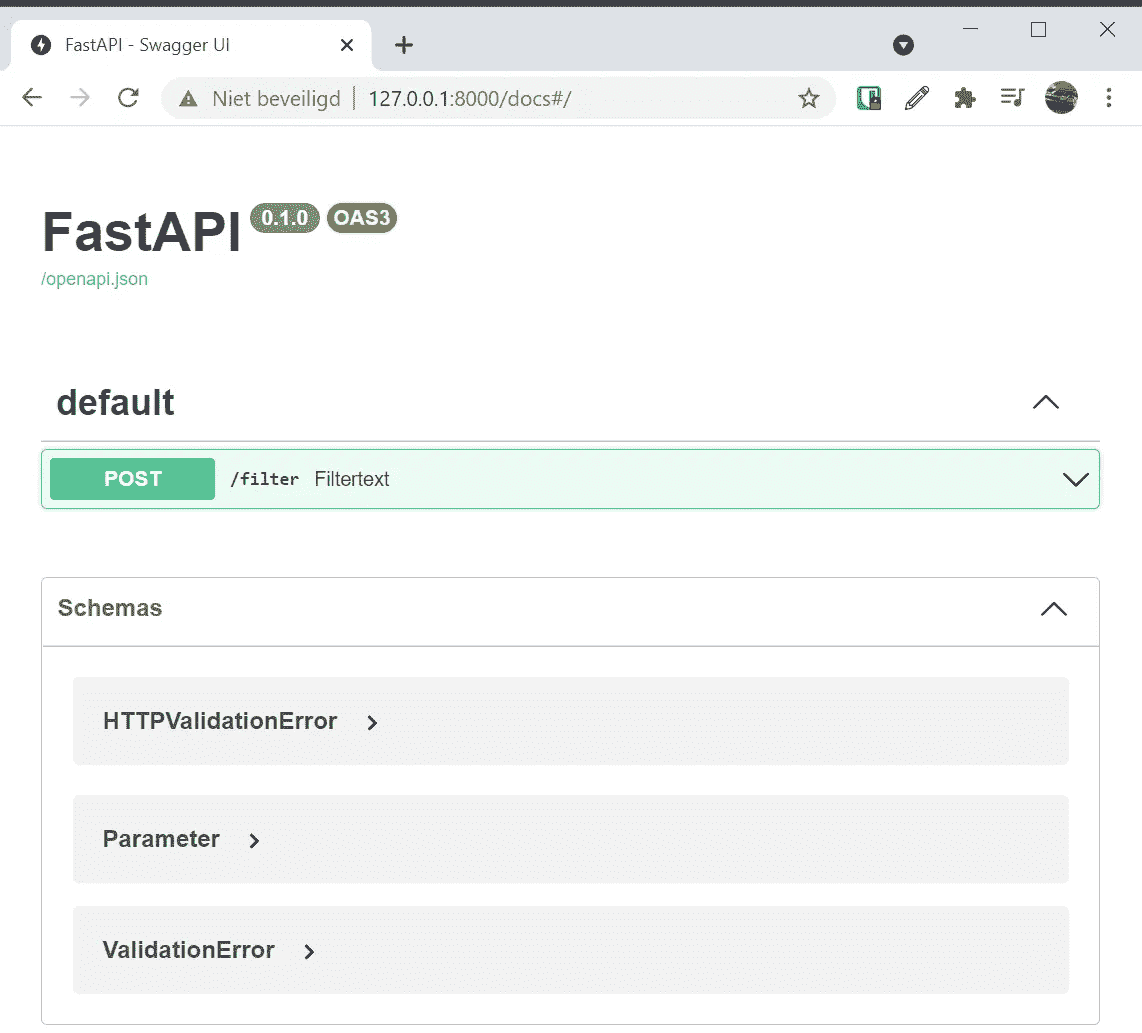 FastAPI - Swagger UI
Niet beveiligd 127.0.0.1:8000/docs#/
FastAPI 0.1.0 OAS3
/openapi.json
default
POST /filter Filtertext
Schemas
HTTPValidationError
Parameter
ValidationError